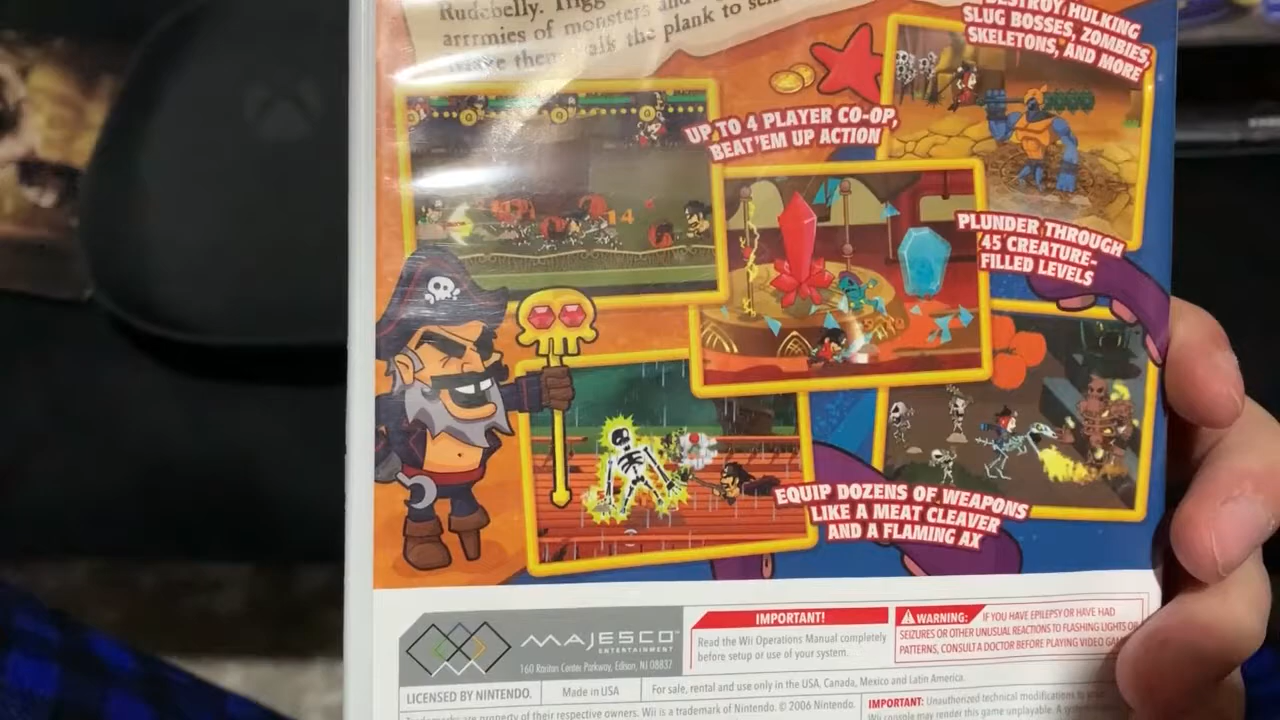 Rudebelly.
arrrmies of monsters and
the plank to
DESTROY HULKING
SLUG BOSSES, ZOMBIES,
SKELETONS, AND MORE
UP TO 4 PLAYER CO-OP,
BEAT'EM UP ACTION
14
PLUNDER THROUGH
45 CREATURE-
FILLED LEVELS
EQUIP DOZENS OF WEAPONS
LIKE A MEAT CLEAVER
AND A FLAMING AX
MAJESCO™
ENTERTAINMENT
160 Raritan Center Parkway, Edison, NJ 08837
IMPORTANT!
Read the Wii Operations Manual completely
before setup or use of your system.
WARNING: IF YOU HAVE EPILEPSY OR HAVE HAD
SEIZURES OR OTHER UNUSUAL REACTIONS TO FLASHING LIGHTS OR
PATTERNS, CONSULT A DOCTOR BEFORE PLAYING VIDEO
LICENSED BY NINTENDO.
Made in USA
For sale, rental and use only in the USA, Canada, Mexico and Latin America.
Trademarks are property of their respective owners. Wii is a trademark of Nintendo. © 2006 Nintendo.
IMPORTANT: Unauthorized technical modifications to
Wii console may render this game unplayable. A